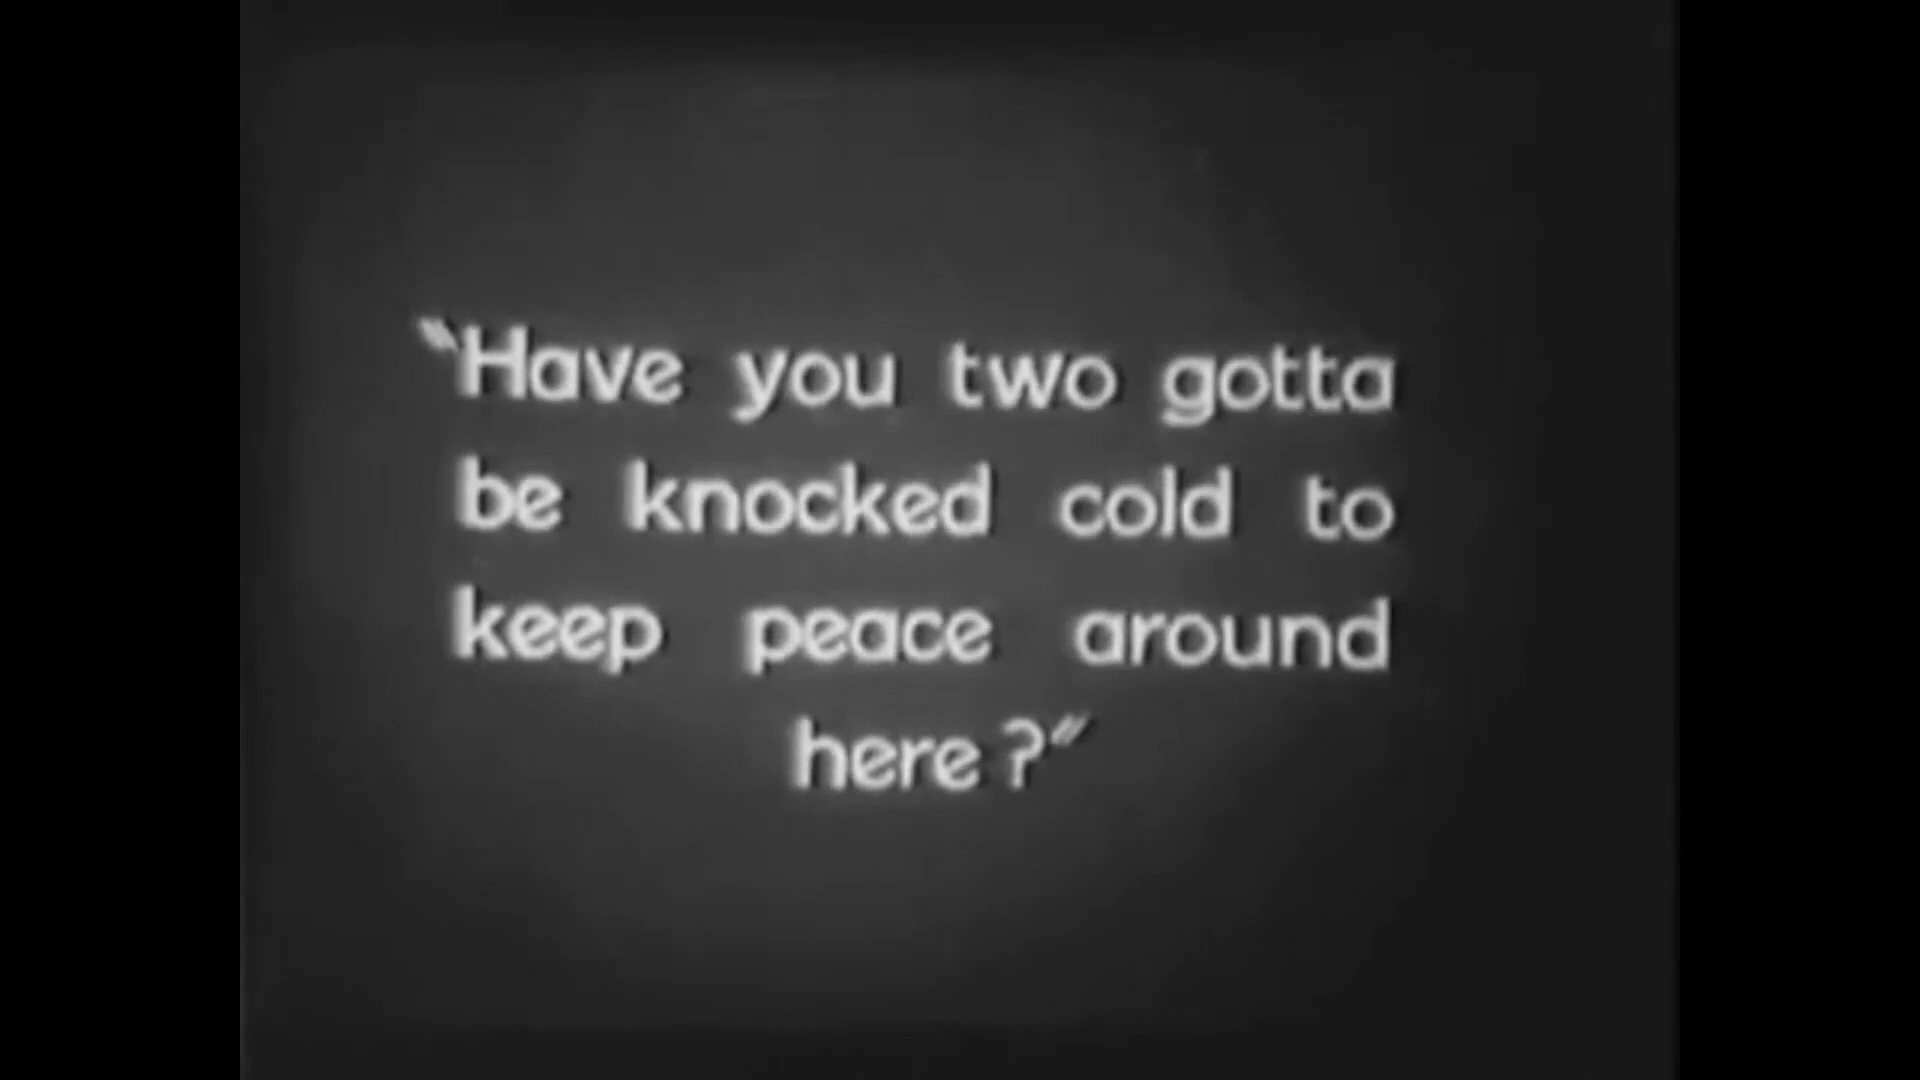 "Have you two gotta
be knocked cold to
keep peace around
here?"